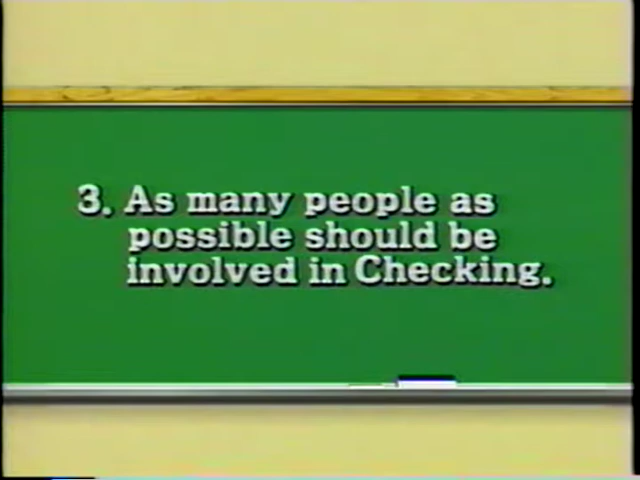 3. As many people as
possible should be
involved in Checking.